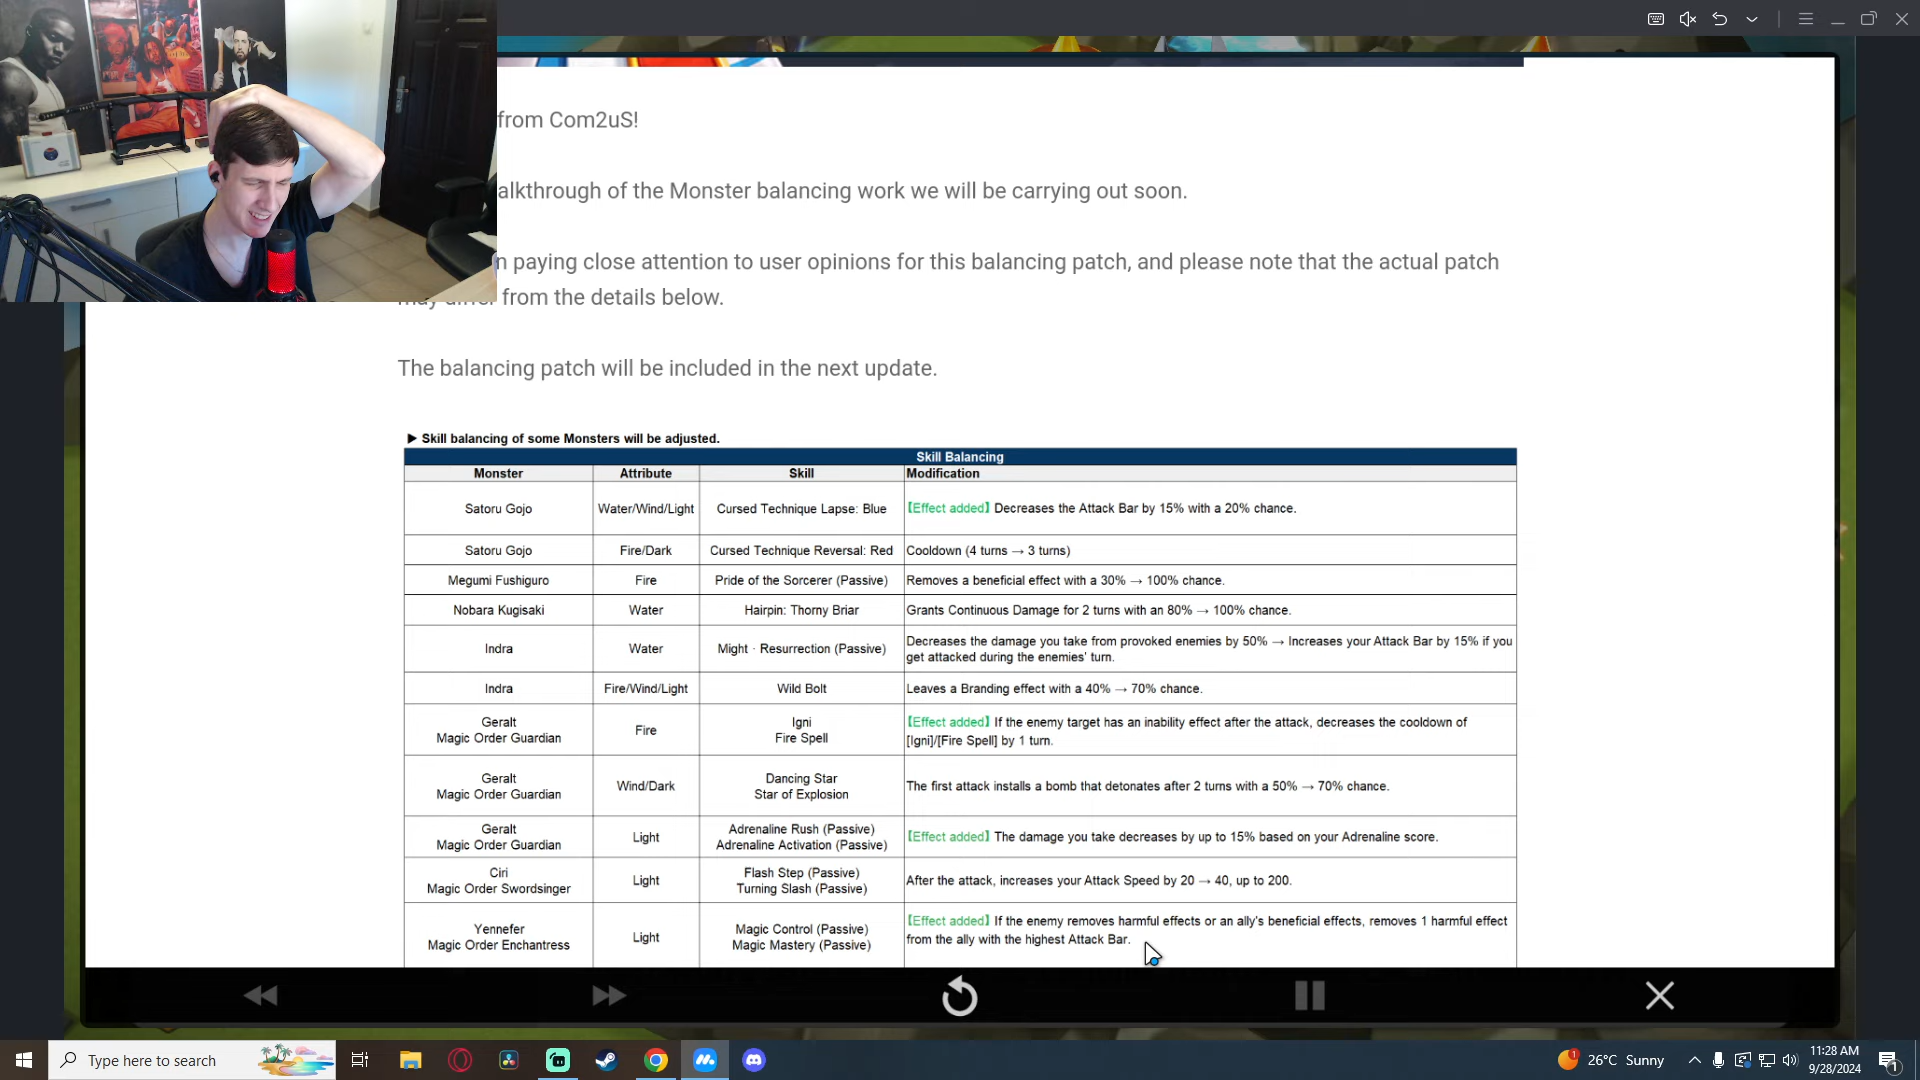 from Com2uS!
alkthrough of the Monster balancing work we will be carrying out soon.
n paying close attention to user opinions for this balancing patch, and please note that the actual patch
may differ from the details below.
The balancing patch will be included in the next update.
▶ Skill balancing of some Monsters will be adjusted.
Skill Balancing
Monster Attribute Skill Modification
Satoru Gojo Water/Wind/Light Cursed Technique Lapse: Blue [Effect added] Decreases the Attack Bar by 15% with a 20% chance.
Satoru Gojo Fire/Dark Cursed Technique Reversal: Red Cooldown (4 turns → 3 turns)
Megumi Fushiguro Fire Pride of the Sorcerer (Passive) Removes a beneficial effect with a 30% → 100% chance.
Nobara Kugisaki Water Hairpin: Thorny Briar Grants Continuous Damage for 2 turns with an 80% → 100% chance.
Indra Water Might · Resurrection (Passive) Decreases the damage you take from provoked enemies by 50% → Increases your Attack Bar by 15% if you
get attacked during the enemies' turn.
Indra Fire/Wind/Light Wild Bolt Leaves a Branding effect with a 40% → 70% chance.
Geralt Igni [Effect added] If the enemy target has an inability effect after the attack, decreases the cooldown of
Magic Order Guardian Fire Fire Spell [Igni]/[Fire Spell] by 1 turn.
Geralt Dancing Star
Magic Order Guardian Wind/Dark Star of Explosion The first attack installs a bomb that detonates after 2 turns with a 50% → 70% chance.
Geralt Adrenaline Rush (Passive)
Magic Order Guardian Light Adrenaline Activation (Passive) [Effect added] The damage you take decreases by up to 15% based on your Adrenaline score.
Ciri Flash Step (Passive)
Magic Order Swordsinger Light Turning Slash (Passive) After the attack, increases your Attack Speed by 20 → 40, up to 200.
Yennefer Magic Control (Passive) [Effect added] If the enemy removes harmful effects or an ally's beneficial effects, removes 1 harmful effect
Magic Order Enchantress Light Magic Mastery (Passive) from the ally with the highest Attack Bar.
Type here to search
1
26°C Sunny
11:28 AM
9/28/2024
1